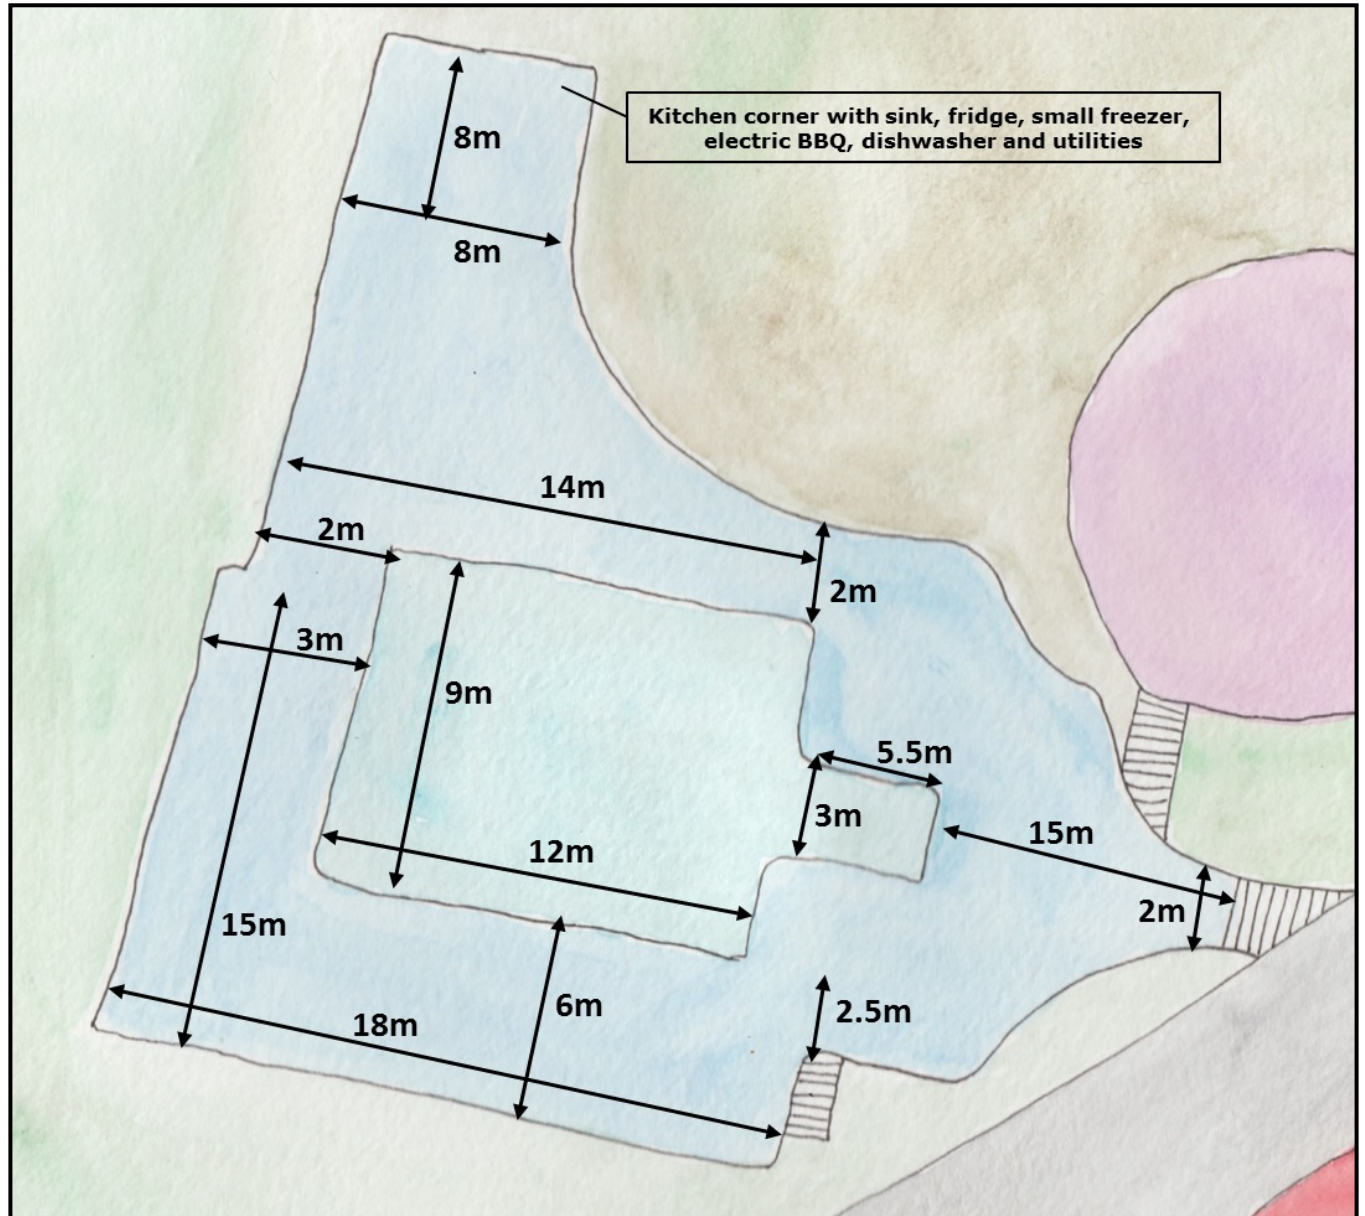 Kitchen corner with sink, fridge, small freezer,
electric BBQ, dishwasher and utilities
8m
8m
14m
2m
2m
3m
9m
5.5m
3m
15m
12m
2m
15m
6m
2.5m
18m